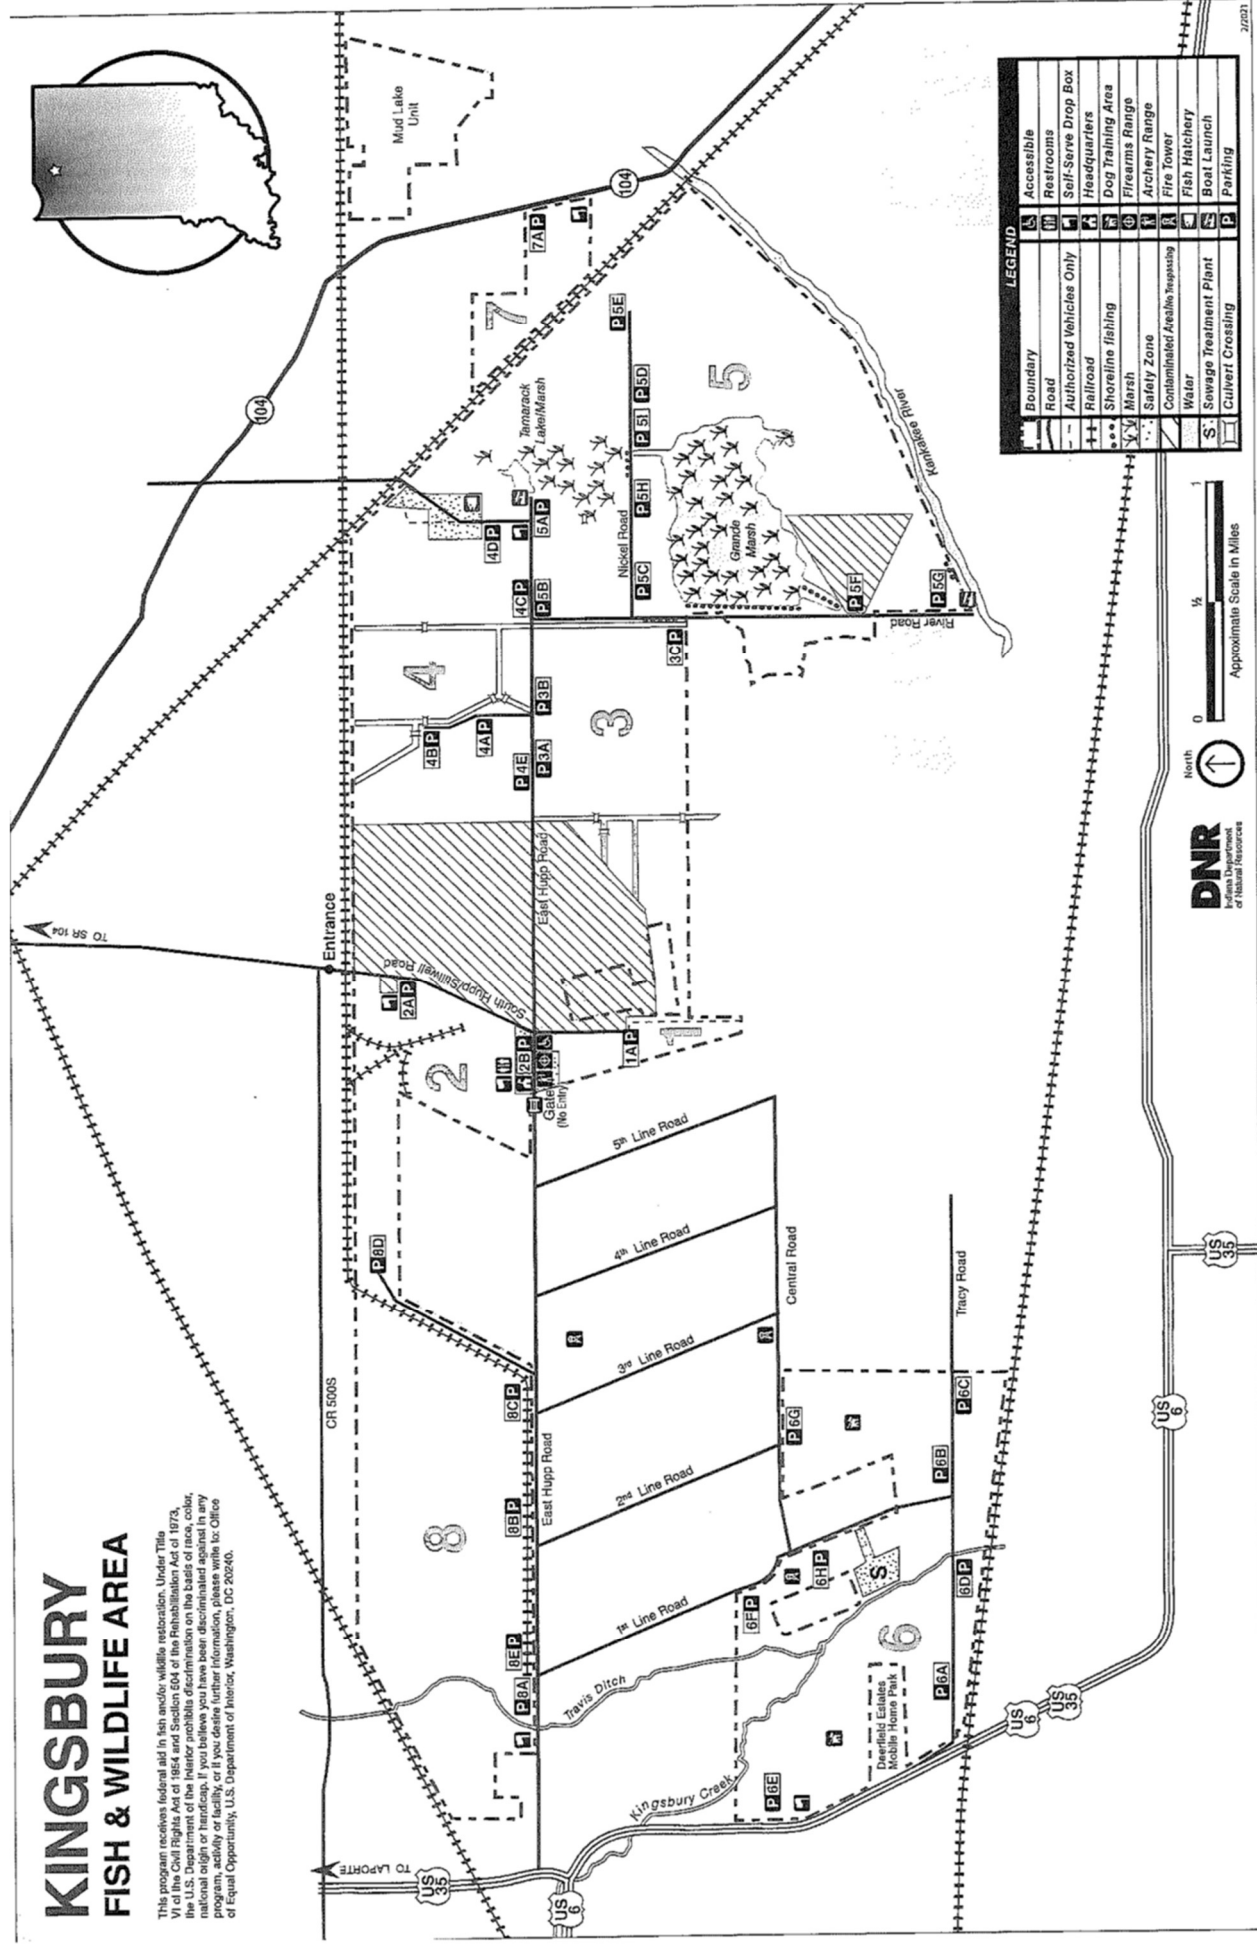 KINGSBURY
FISH & WILDLIFE AREA
This program receives federal aid in fish and/or wildlife restoration. Under Title
VI of the Civil Rights Act of 1964 and Section 504 of the Rehabilitation Act of 1973,
the U.S. Department of the Interior prohibits discrimination on the basis of race, color,
national origin or handicap. If you believe you have been discriminated against in any
program, activity or facility, or if you desire further information, please write to: Office
of Equal Opportunity, U.S. Department of Interior, Washington, DC 20240.
TO LAPORTE
US 35
US 6
CR 500S
TO SR 104
Entrance
104
Mud Lake
Unit
104
8
P 8D
8C P
8B P
8E P
P 8A
East Hupp Road
2
2A P
South Hupp/Stillwell Road
2B P
Gate
(No Entry)
1A P
1
East Hupp Road
4
4B P
4A P
P 4E
P 3A
P 3B
3
3C P
4C P
P 5B
4D P
5A P
Tamarack
Lake/Marsh
7
7A P
P 5E
Nickel Road
P 5C
P 5H
P 5I
P 5D
5
Grande
Marsh
P 5F
P 5G
River Road
Kankakee River
1st Line Road
2nd Line Road
3rd Line Road
4th Line Road
5th Line Road
Central Road
Tracy Road
Travis Ditch
Kingsbury Creek
6F P
6H P
P 6G
S
6
P 6E
Deerfield Estates
Mobile Home Park
P 6A
6D P
P 6B
P 6C
US 6
US 35
US 6
US 35
DNR
Indiana Department
of Natural Resources
North
0 ½ 1
Approximate Scale in Miles
LEGEND
Boundary
Road
Authorized Vehicles Only
Railroad
Shoreline fishing
Marsh
Safety Zone
Contaminated Area/No Trespassing
Water
S Sewage Treatment Plant
Culvert Crossing
Accessible
Restrooms
Self-Serve Drop Box
Headquarters
Dog Training Area
Firearms Range
Archery Range
Fire Tower
Fish Hatchery
Boat Launch
P Parking
2/2021